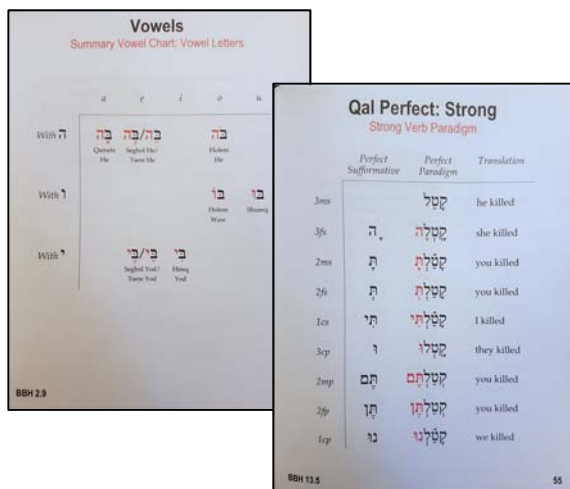 Vowels
Summary Vowel Chart: Vowel Letters
a e i o u
With ה בָּה בֶּה/בֵּה בֹּה
Qamets He Seghol He/ Tsere He Holem He
With ו בּוֹ בּוּ
Holem Waw Shureq
With י בֶּי/בֵּי בִּי
Seghol Yod/ Tsere Yod Hireq Yod
BBH 2.9
Qal Perfect: Strong
Strong Verb Paradigm
Perfect Sufformative Perfect Paradigm Translation
3ms קָטַל he killed
3fs ָה קָטְלָה she killed
2ms תָּ קָטַלְתָּ you killed
2fs תְּ קָטַלְתְּ you killed
1cs תִּי קָטַלְתִּי I killed
3cp וּ קָטְלוּ they killed
2mp תֶּם קְטַלְתֶּם you killed
2fp תֶּן קְטַלְתֶּן you killed
1cp נוּ קָטַלְנוּ we killed
BBH 13.5 55